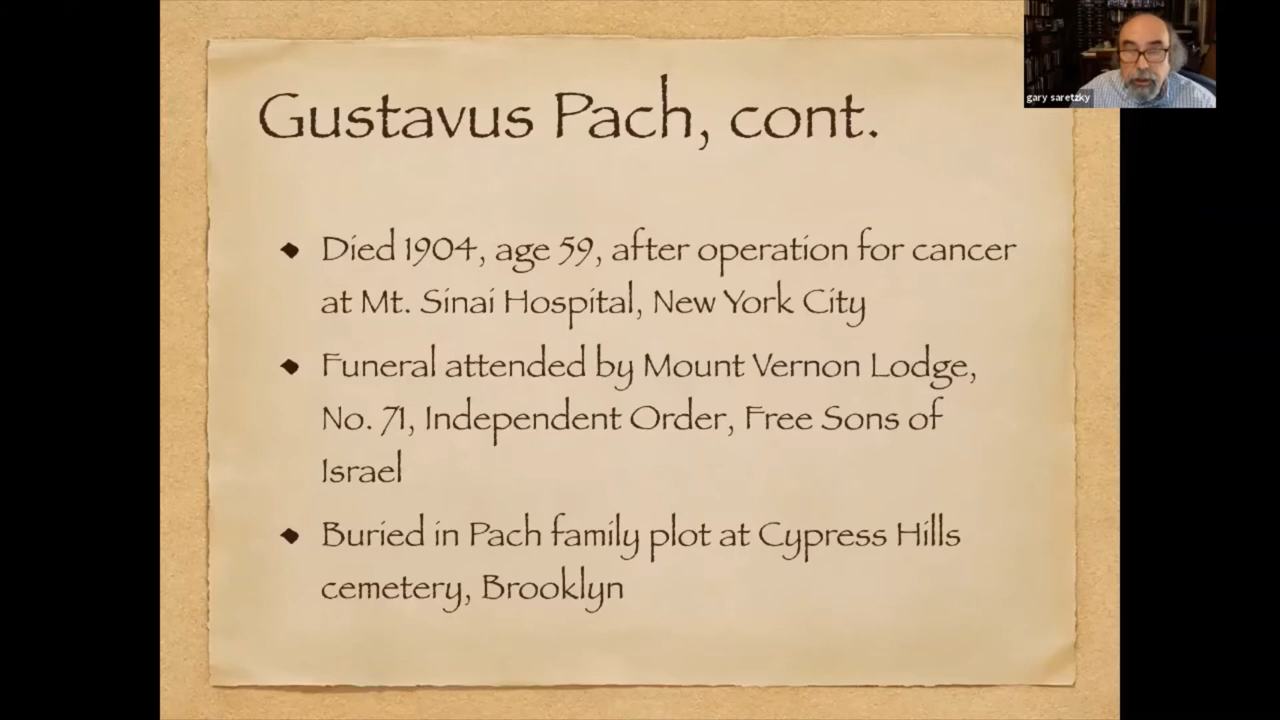 Gustavus Pach, cont.
Died 1904, age 59, after operation for cancer
at Mt. Sinai Hospital, New York City
Funeral attended by Mount Vernon Lodge,
No. 71, Independent Order, Free Sons of
Israel
Buried in Pach family plot at Cypress Hills
cemetery, Brooklyn
gary saretzky